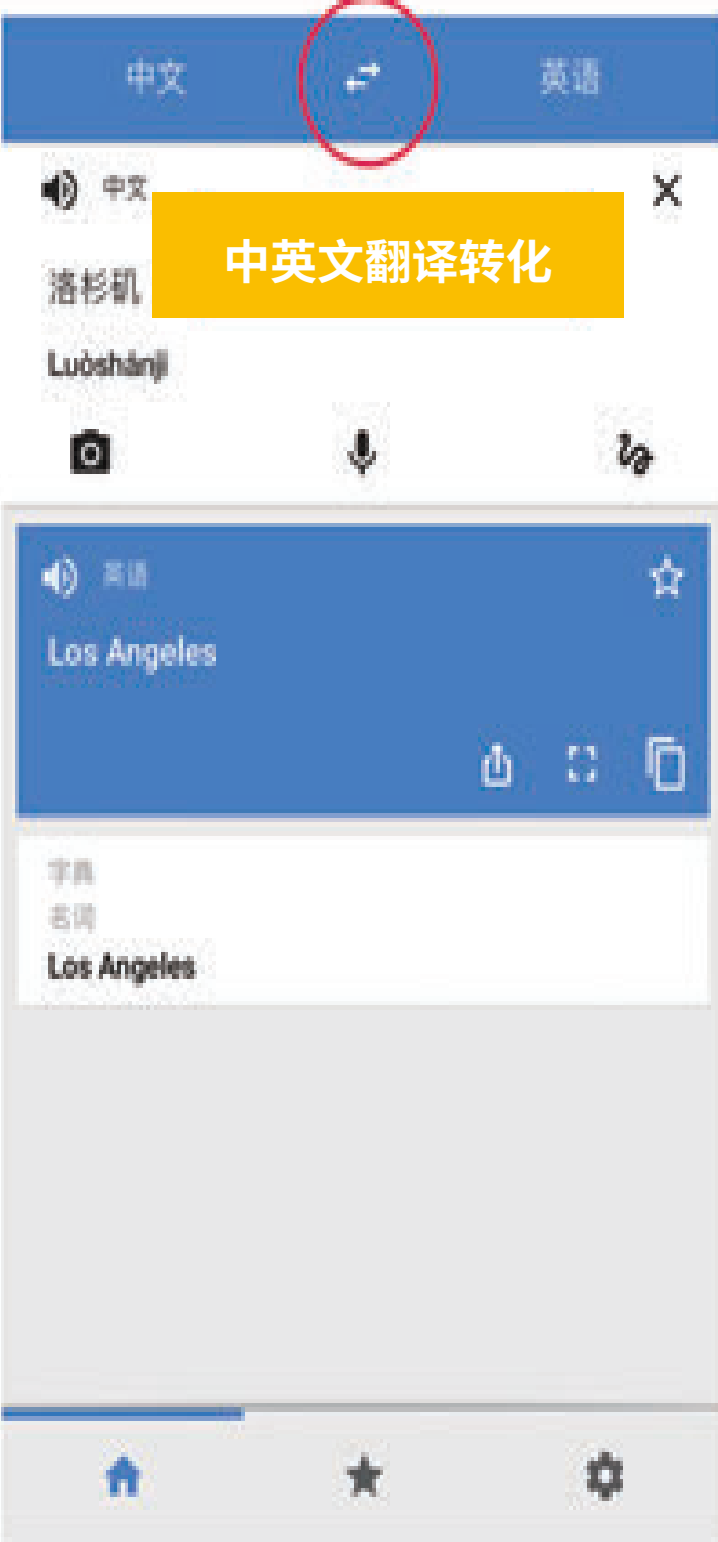 中文 英语
中文
中英文翻译转化
洛杉矶
Luòshānjī
英语
Los Angeles
字典
名词
Los Angeles